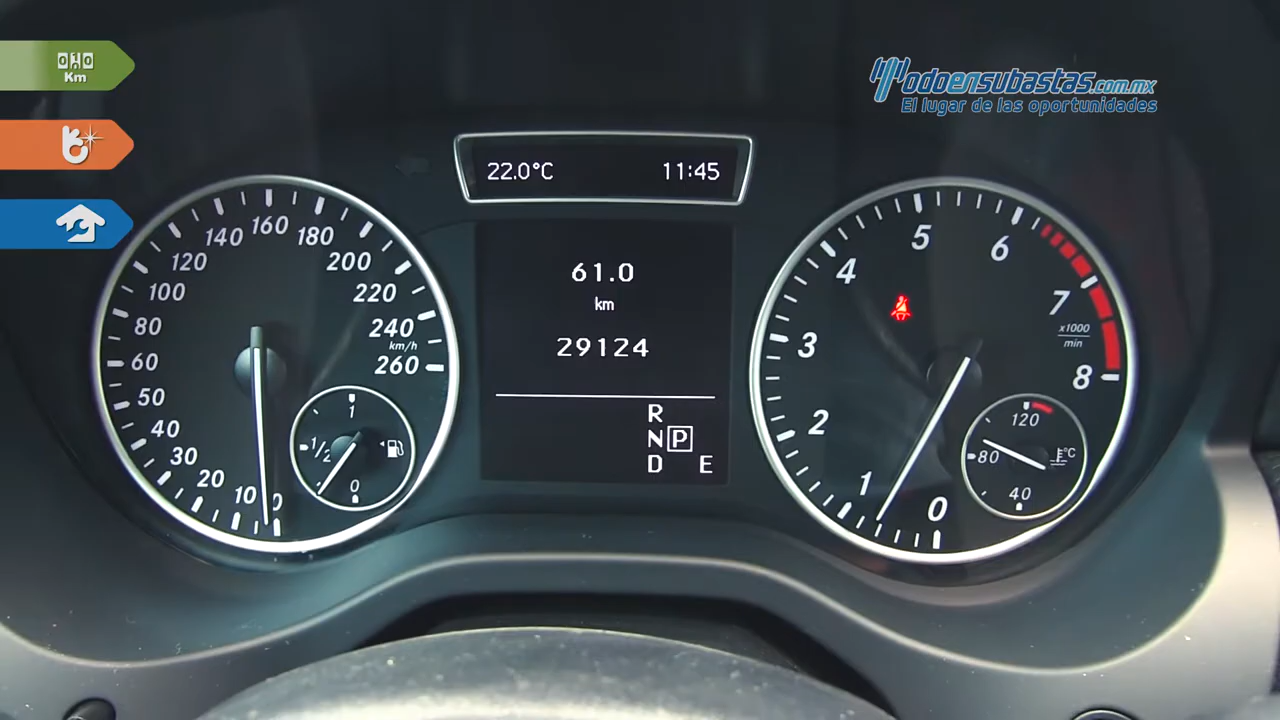 Km
Todoensubastas.com.mx
El lugar de las oportunidades
22.0°C 11:45
61.0
km
29124
R
N P
D E
0
10
20
30
40
50
60
80
100
120
140
160
180
200
220
240
km/h
260
1
1/2
0
0
1
2
3
4
5
6
7
x1000
min
8
120
80 °C
40